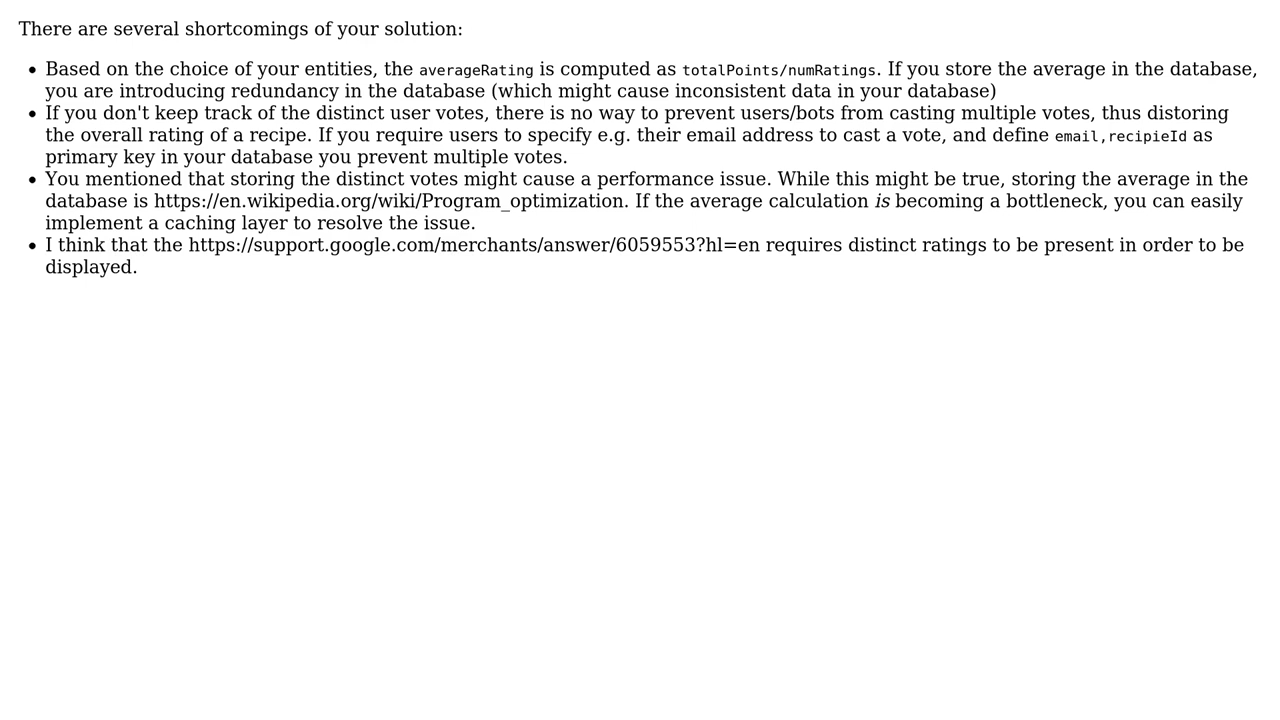 There are several shortcomings of your solution:
• Based on the choice of your entities, the averageRating is computed as totalPoints/numRatings. If you store the average in the database,
you are introducing redundancy in the database (which might cause inconsistent data in your database)
• If you don't keep track of the distinct user votes, there is no way to prevent users/bots from casting multiple votes, thus distoring
the overall rating of a recipe. If you require users to specify e.g. their email address to cast a vote, and define email,recipieId as
primary key in your database you prevent multiple votes.
• You mentioned that storing the distinct votes might cause a performance issue. While this might be true, storing the average in the
database is https://en.wikipedia.org/wiki/Program_optimization. If the average calculation is becoming a bottleneck, you can easily
implement a caching layer to resolve the issue.
• I think that the https://support.google.com/merchants/answer/6059553?hl=en requires distinct ratings to be present in order to be
displayed.